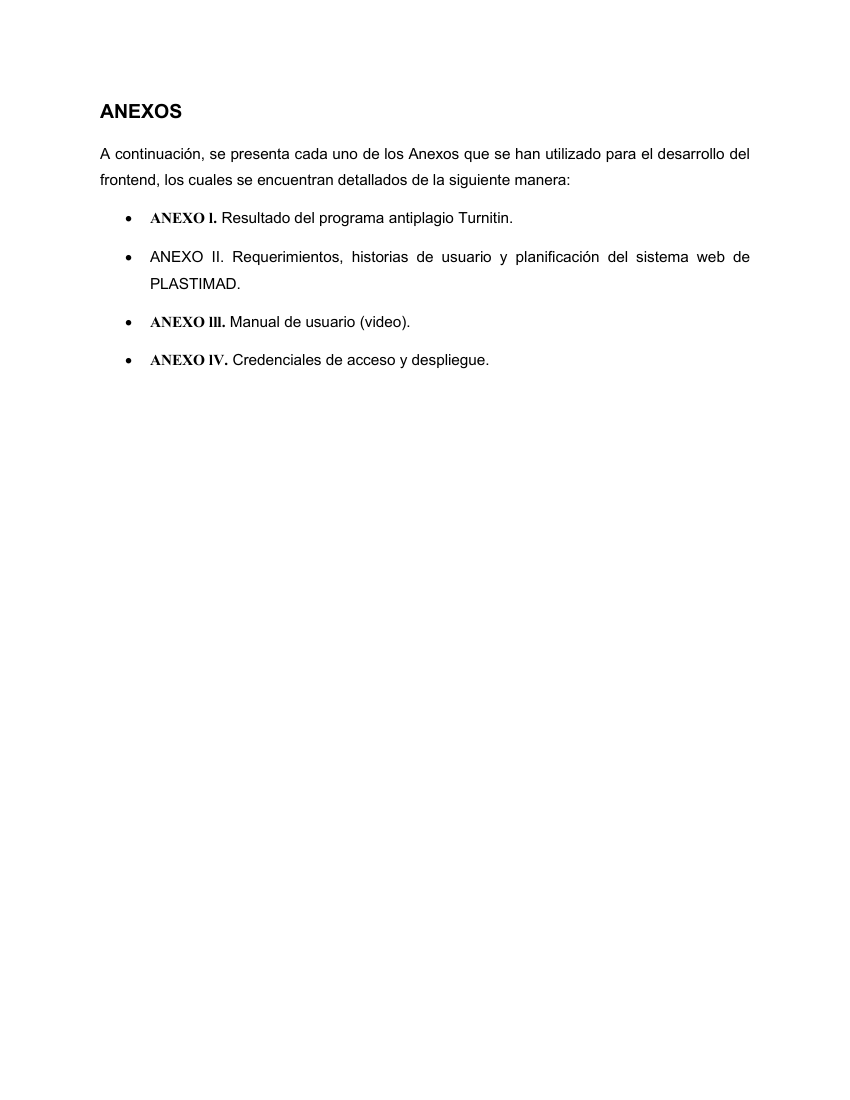 ANEXOS
A continuación, se presenta cada uno de los Anexos que se han utilizado para el desarrollo del
frontend, los cuales se encuentran detallados de la siguiente manera:
• ANEXO l. Resultado del programa antiplagio Turnitin.
• ANEXO II. Requerimientos, historias de usuario y planificación del sistema web de
PLASTIMAD.
• ANEXO lll. Manual de usuario (video).
• ANEXO lV. Credenciales de acceso y despliegue.